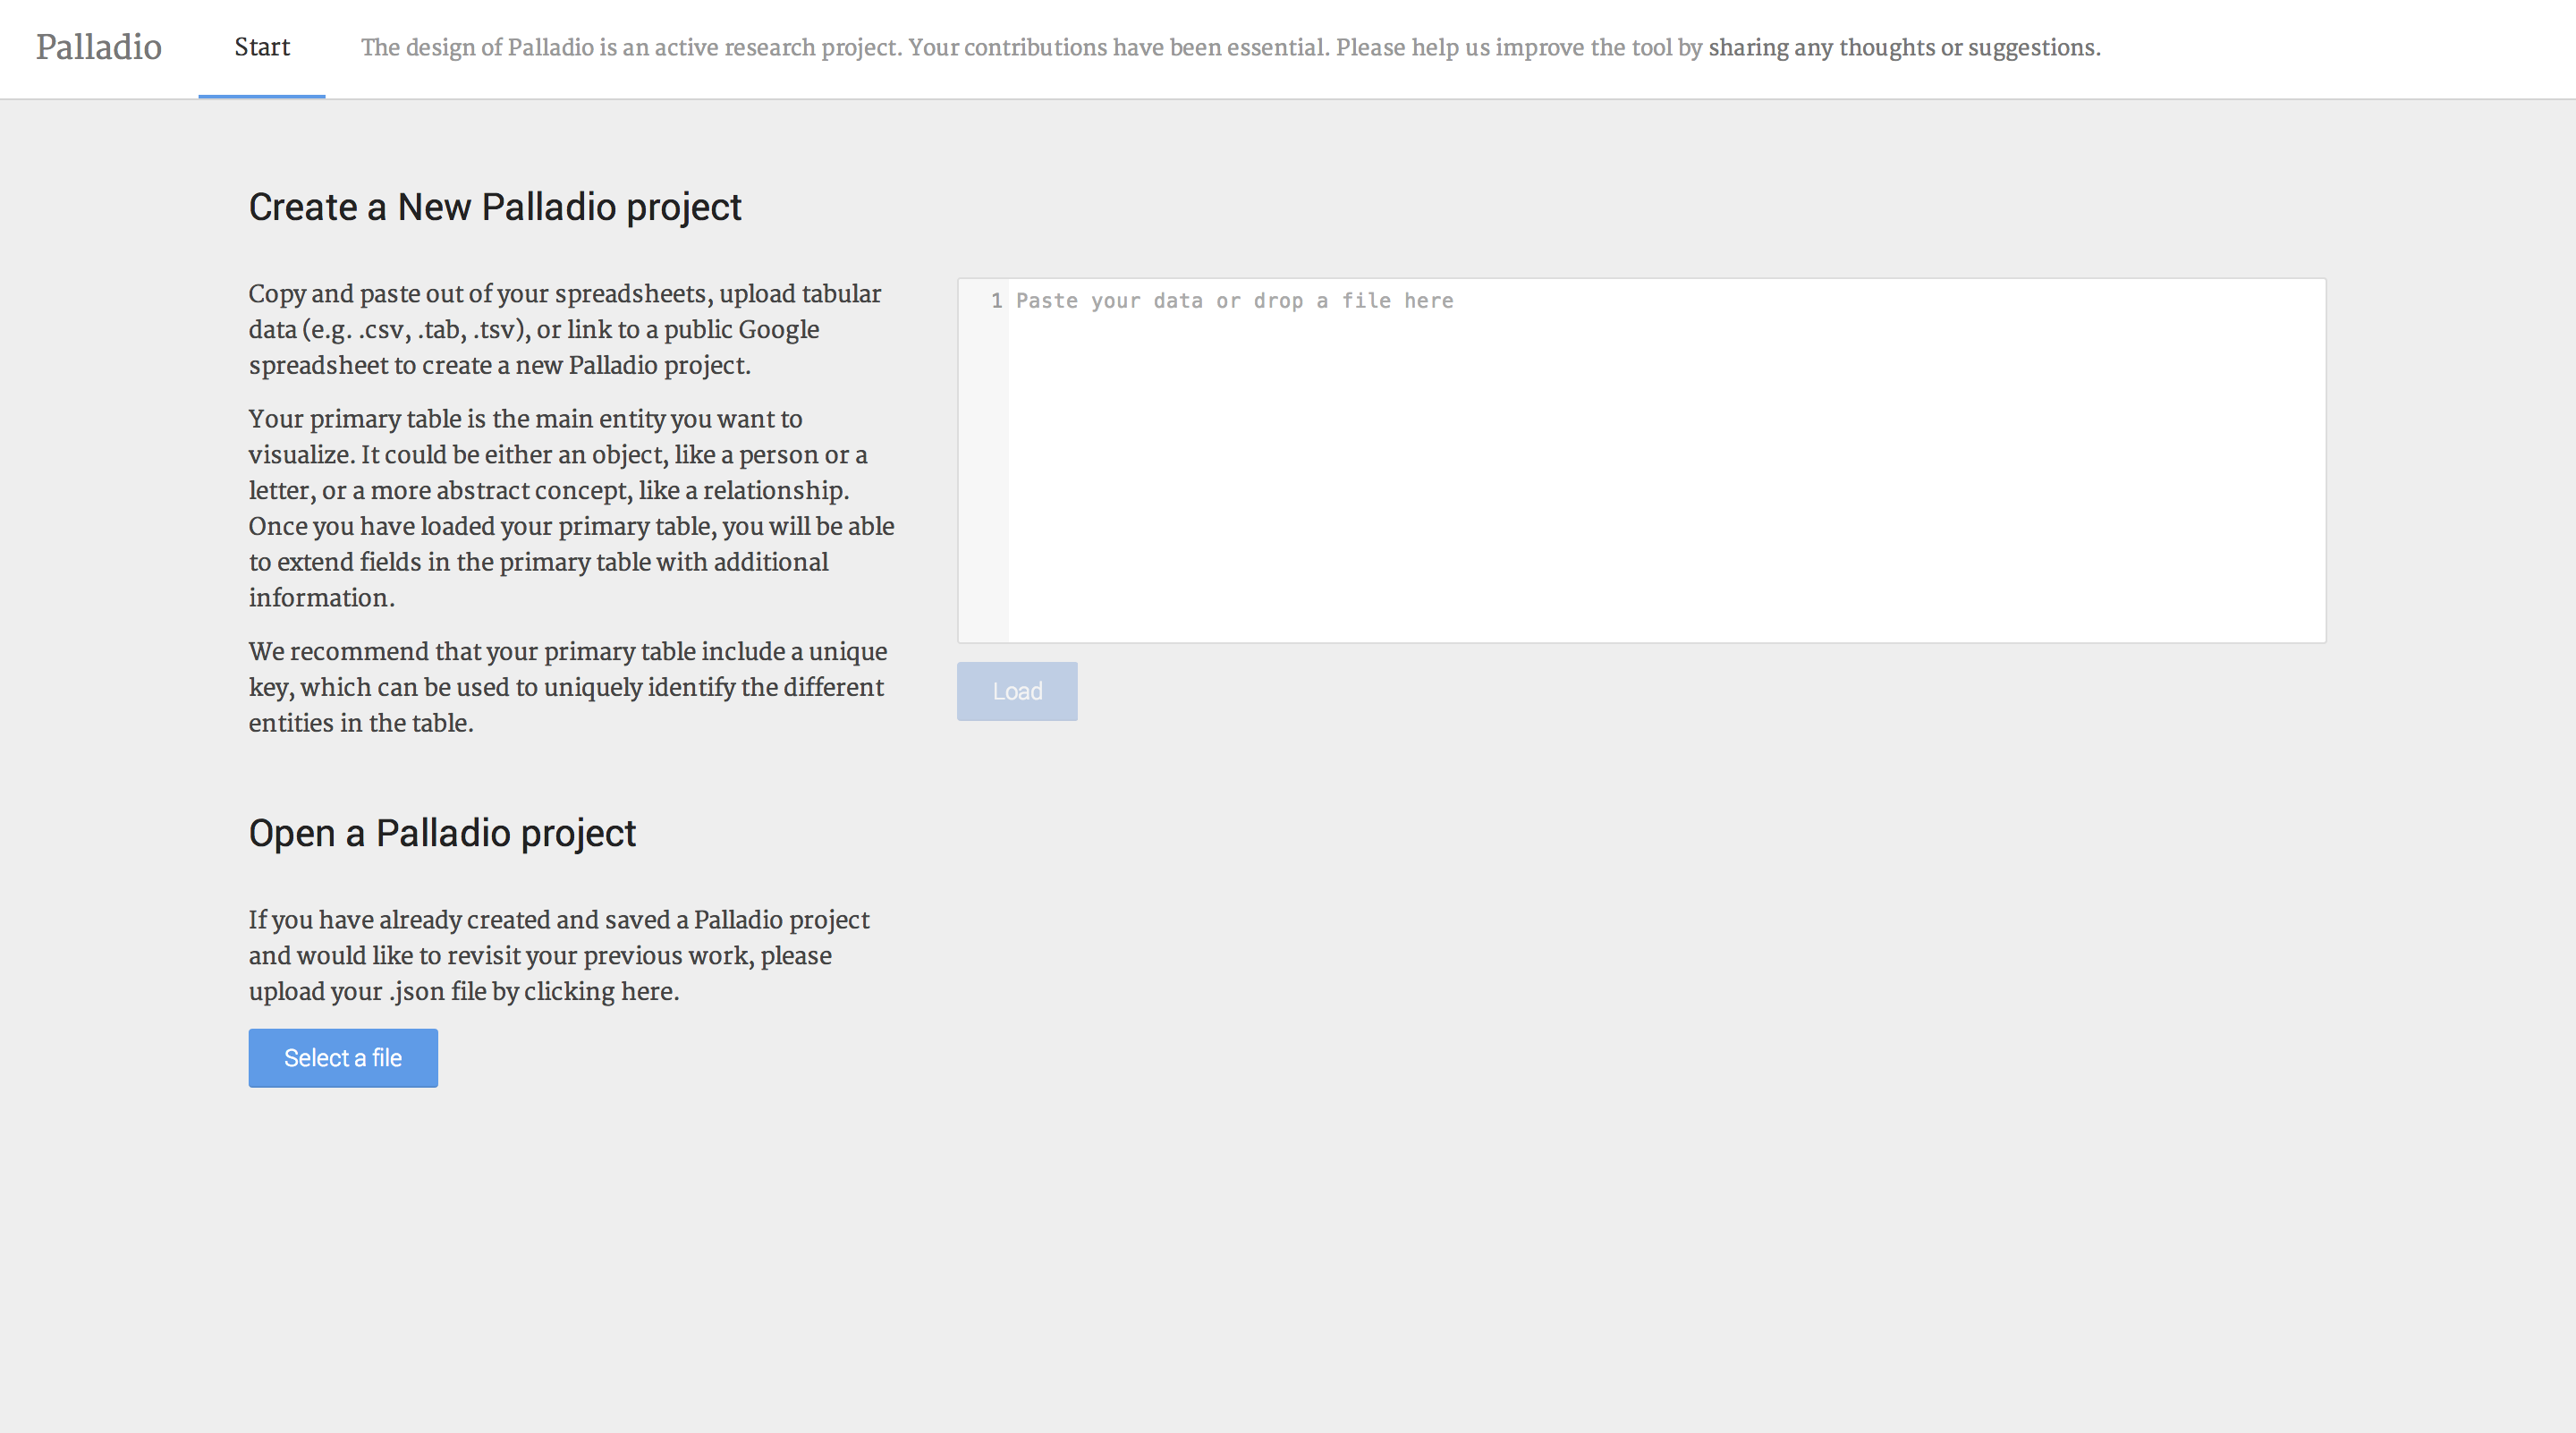 Palladio
Start
The design of Palladio is an active research project. Your contributions have been essential. Please help us improve the tool by sharing any thoughts or suggestions.
Create a New Palladio project
Copy and paste out of your spreadsheets, upload tabular
data (e.g. .csv, .tab, .tsv), or link to a public Google
spreadsheet to create a new Palladio project.
Your primary table is the main entity you want to
visualize. It could be either an object, like a person or a
letter, or a more abstract concept, like a relationship.
Once you have loaded your primary table, you will be able
to extend fields in the primary table with additional
information.
We recommend that your primary table include a unique
key, which can be used to uniquely identify the different
entities in the table.
1 Paste your data or drop a file here
Load
Open a Palladio project
If you have already created and saved a Palladio project
and would like to revisit your previous work, please
upload your .json file by clicking here.
Select a file